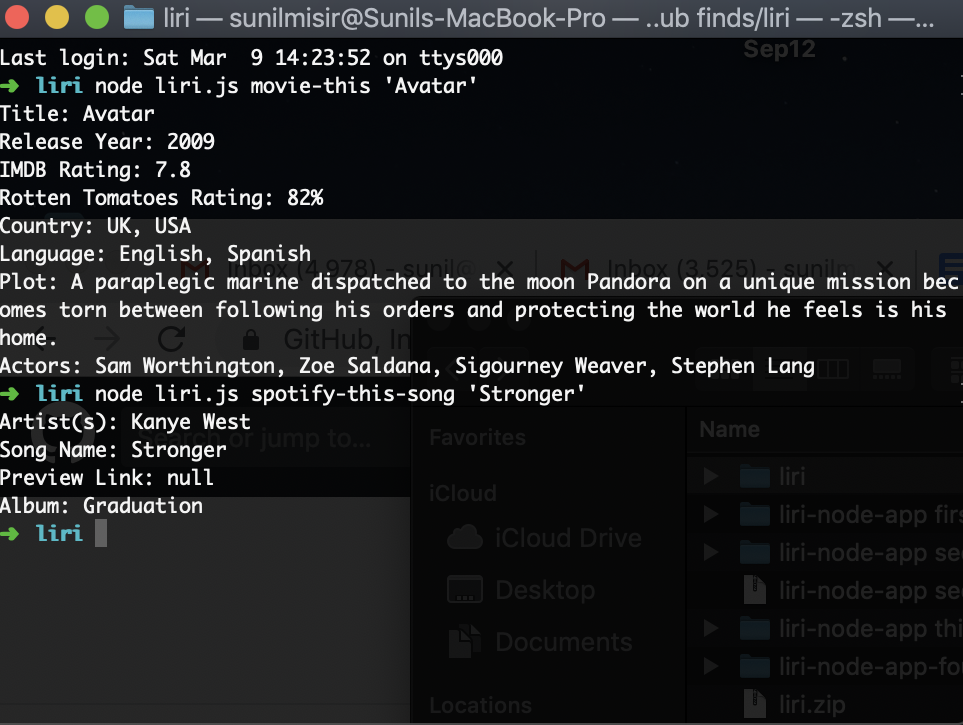 liri — sunilmisir@Sunils-MacBook-Pro — ..ub finds/liri — -zsh —...
Last login: Sat Mar  9 14:23:52 on ttys000
Sep12
➜  liri node liri.js movie-this 'Avatar'
Title: Avatar
Release Year: 2009
IMDB Rating: 7.8
Rotten Tomatoes Rating: 82%
Country: UK, USA
Language: English, Spanish
Inbox (4,978) - sunil@
Inbox (3,525) - sunilm
Plot: A paraplegic marine dispatched to the moon Pandora on a unique mission bec
omes torn between following his orders and protecting the world he feels is his
home.
GitHub, In
Actors: Sam Worthington, Zoe Saldana, Sigourney Weaver, Stephen Lang
➜  liri node liri.js spotify-this-song 'Stronger'
Artist(s): Kanye West
Search or jump to...
Song Name: Stronger
Preview Link: null
Album: Graduation
➜  liri
Favorites
iCloud
iCloud Drive
Desktop
Documents
Locations
Name
liri
liri-node-app firs
liri-node-app sec
liri-node-app sec
liri-node-app thi
liri-node-app-for
liri.zip